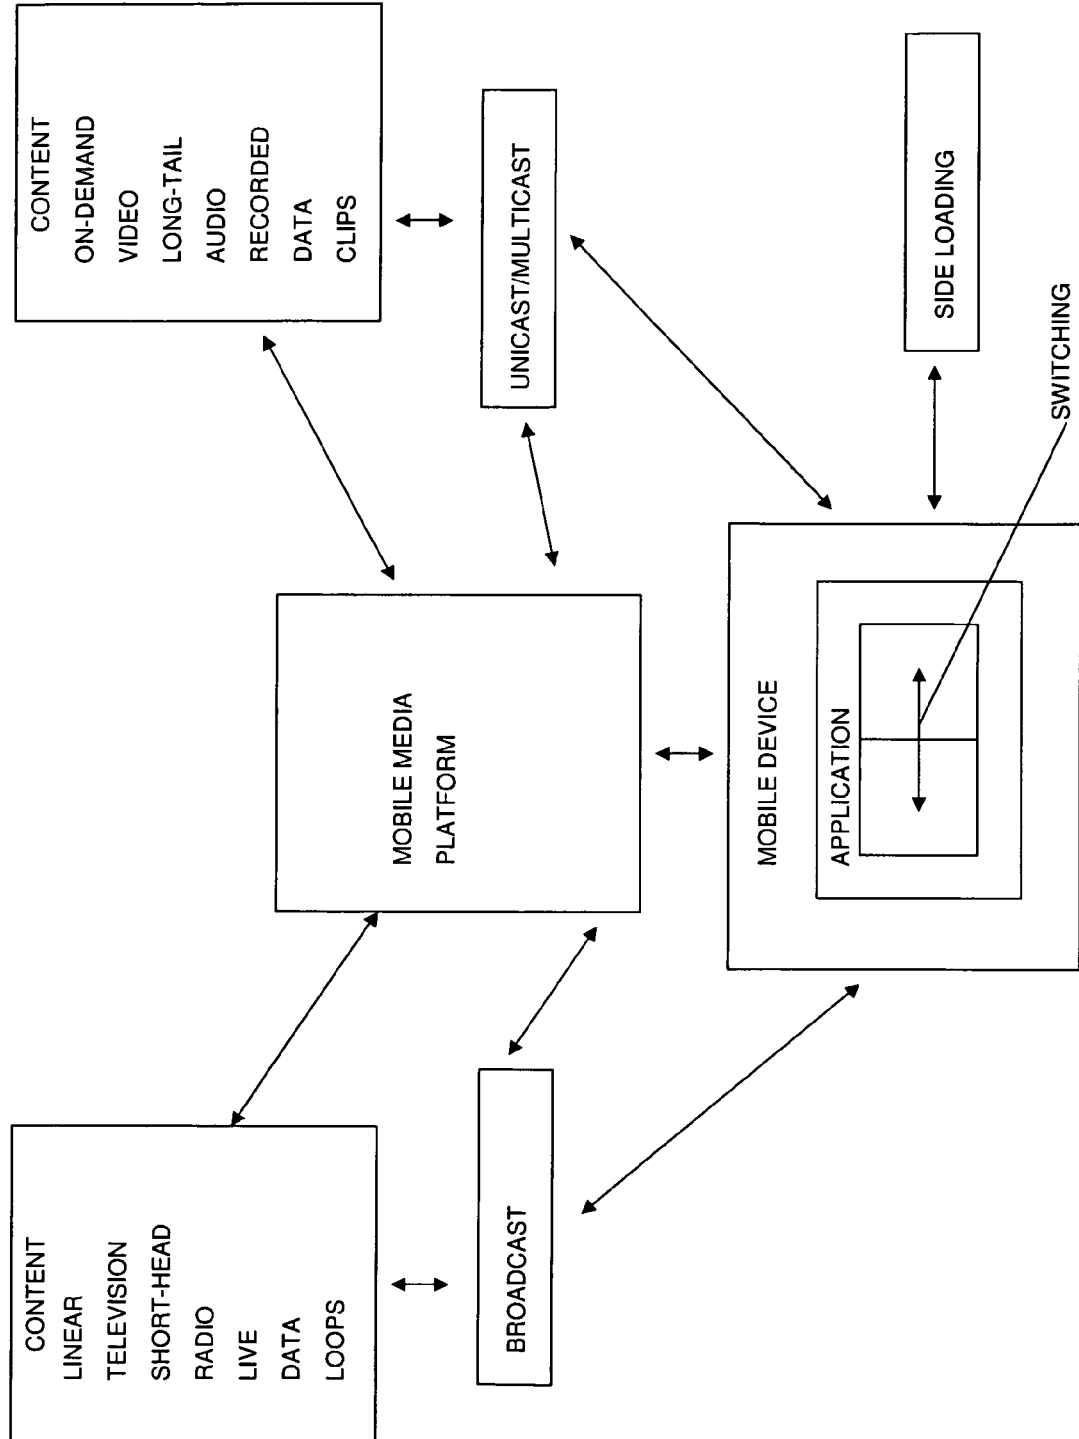 CONTENT
LINEAR
TELEVISION
SHORT-HEAD
RADIO
LIVE
DATA
LOOPS
BROADCAST
MOBILE MEDIA
PLATFORM
MOBILE DEVICE
APPLICATION
CONTENT
ON-DEMAND
VIDEO
LONG-TAIL
AUDIO
RECORDED
DATA
CLIPS
UNICAST/MULTICAST
SIDE LOADING
SWITCHING